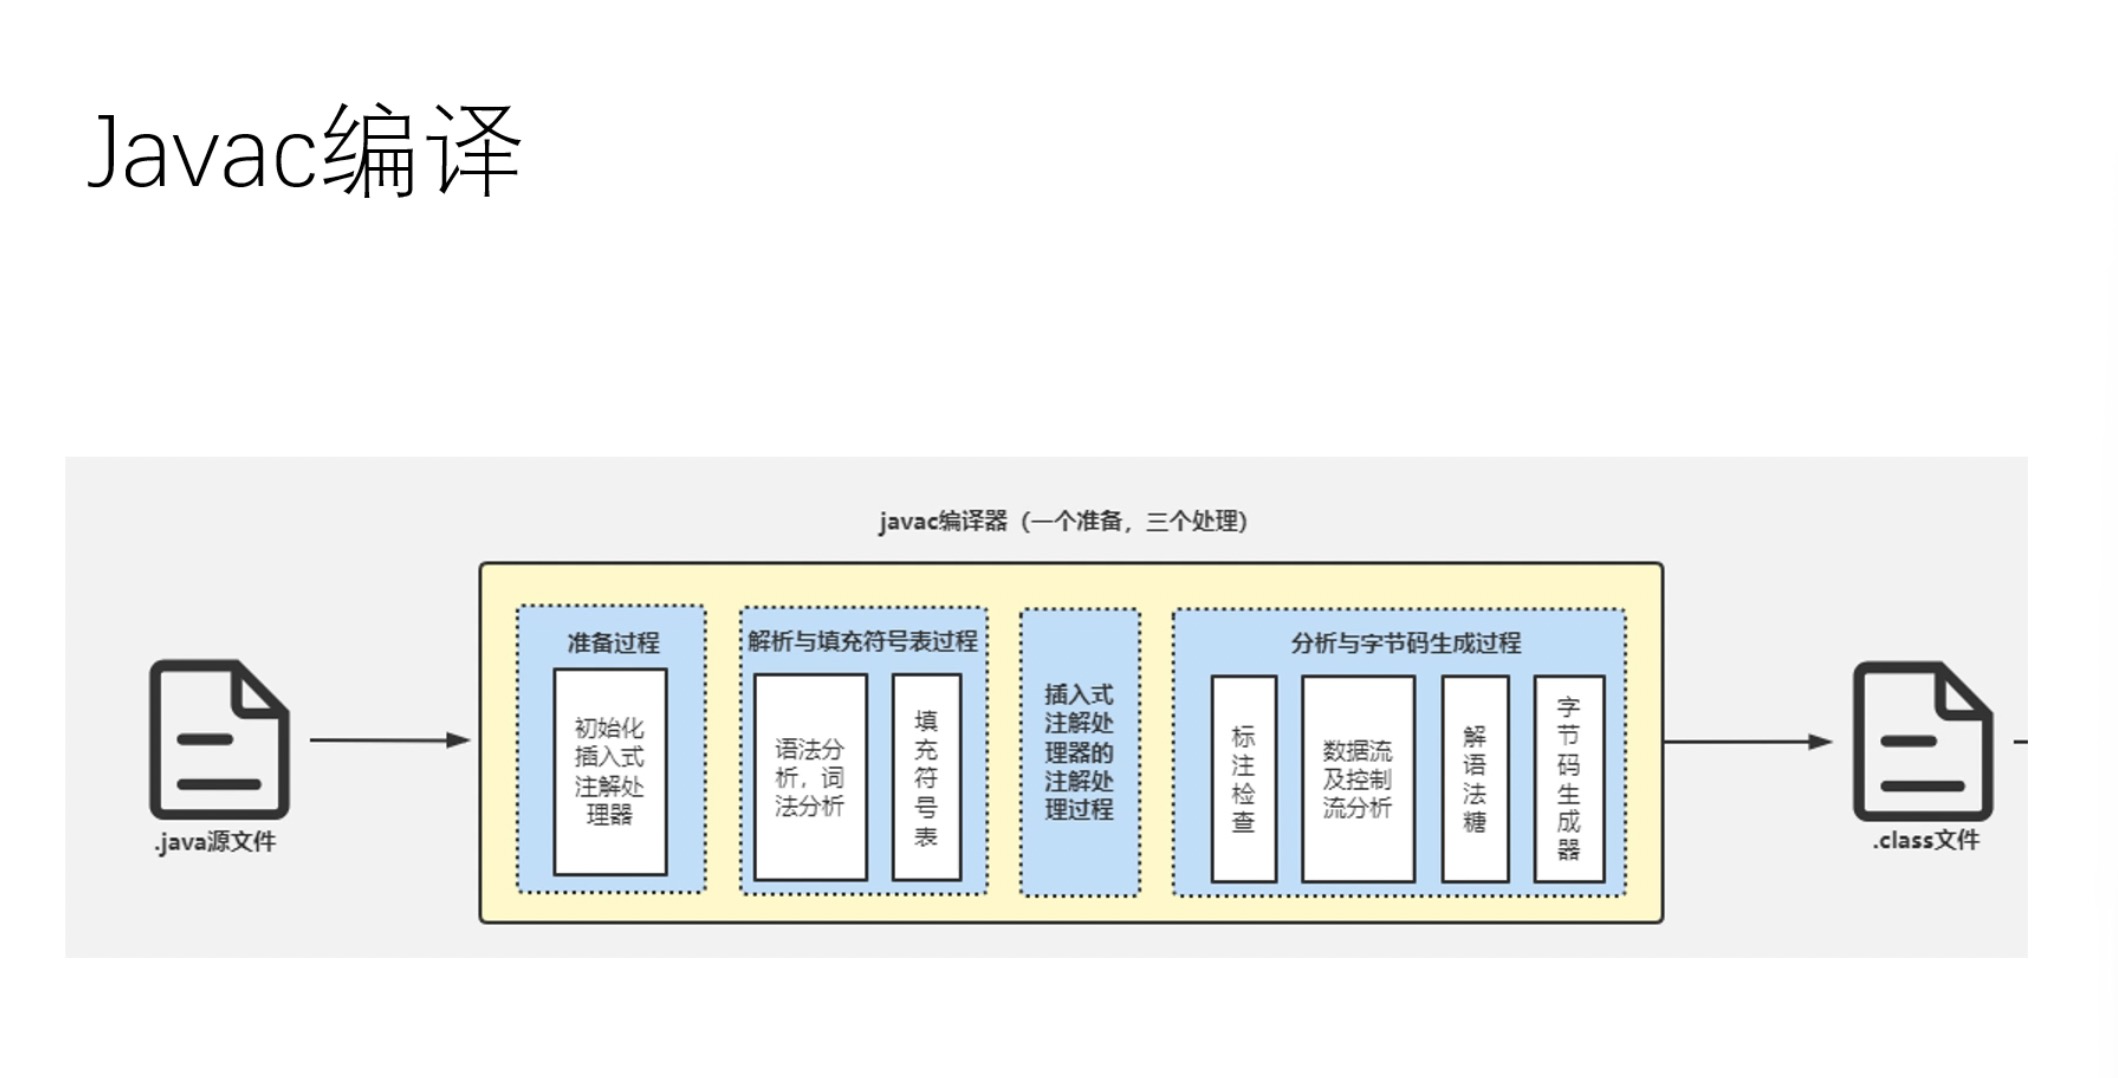 Javac编译
javac编译器（一个准备，三个处理）
.java源文件
准备过程
初始化
插入式
注解处
理器
解析与填充符号表过程
语法分
析，词
法分析
填
充
符
号
表
插入式
注解处
理器的
注解处
理过程
分析与字节码生成过程
标
注
检
查
数据流
及控制
流分析
解
语
法
糖
字
节
码
生
成
器
.class文件